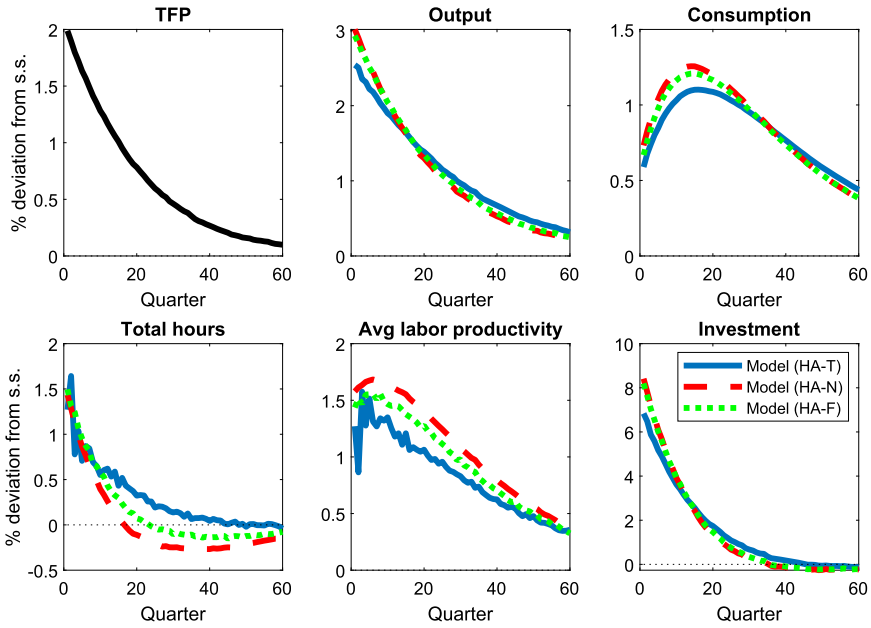 TFP
% deviation from s.s.
2
1.5
1
0.5
0
0 20 40 60
Quarter
Output
3
2
1
0
0 20 40 60
Quarter
Consumption
1.5
1
0.5
0
0 20 40 60
Quarter
Total hours
% deviation from s.s.
2
1.5
1
0.5
0
-0.5
0 20 40 60
Quarter
Avg labor productivity
2
1.5
1
0.5
0
0 20 40 60
Quarter
Investment
10
8
6
4
2
0
0 20 40 60
Quarter
Model (HA-T)
Model (HA-N)
Model (HA-F)